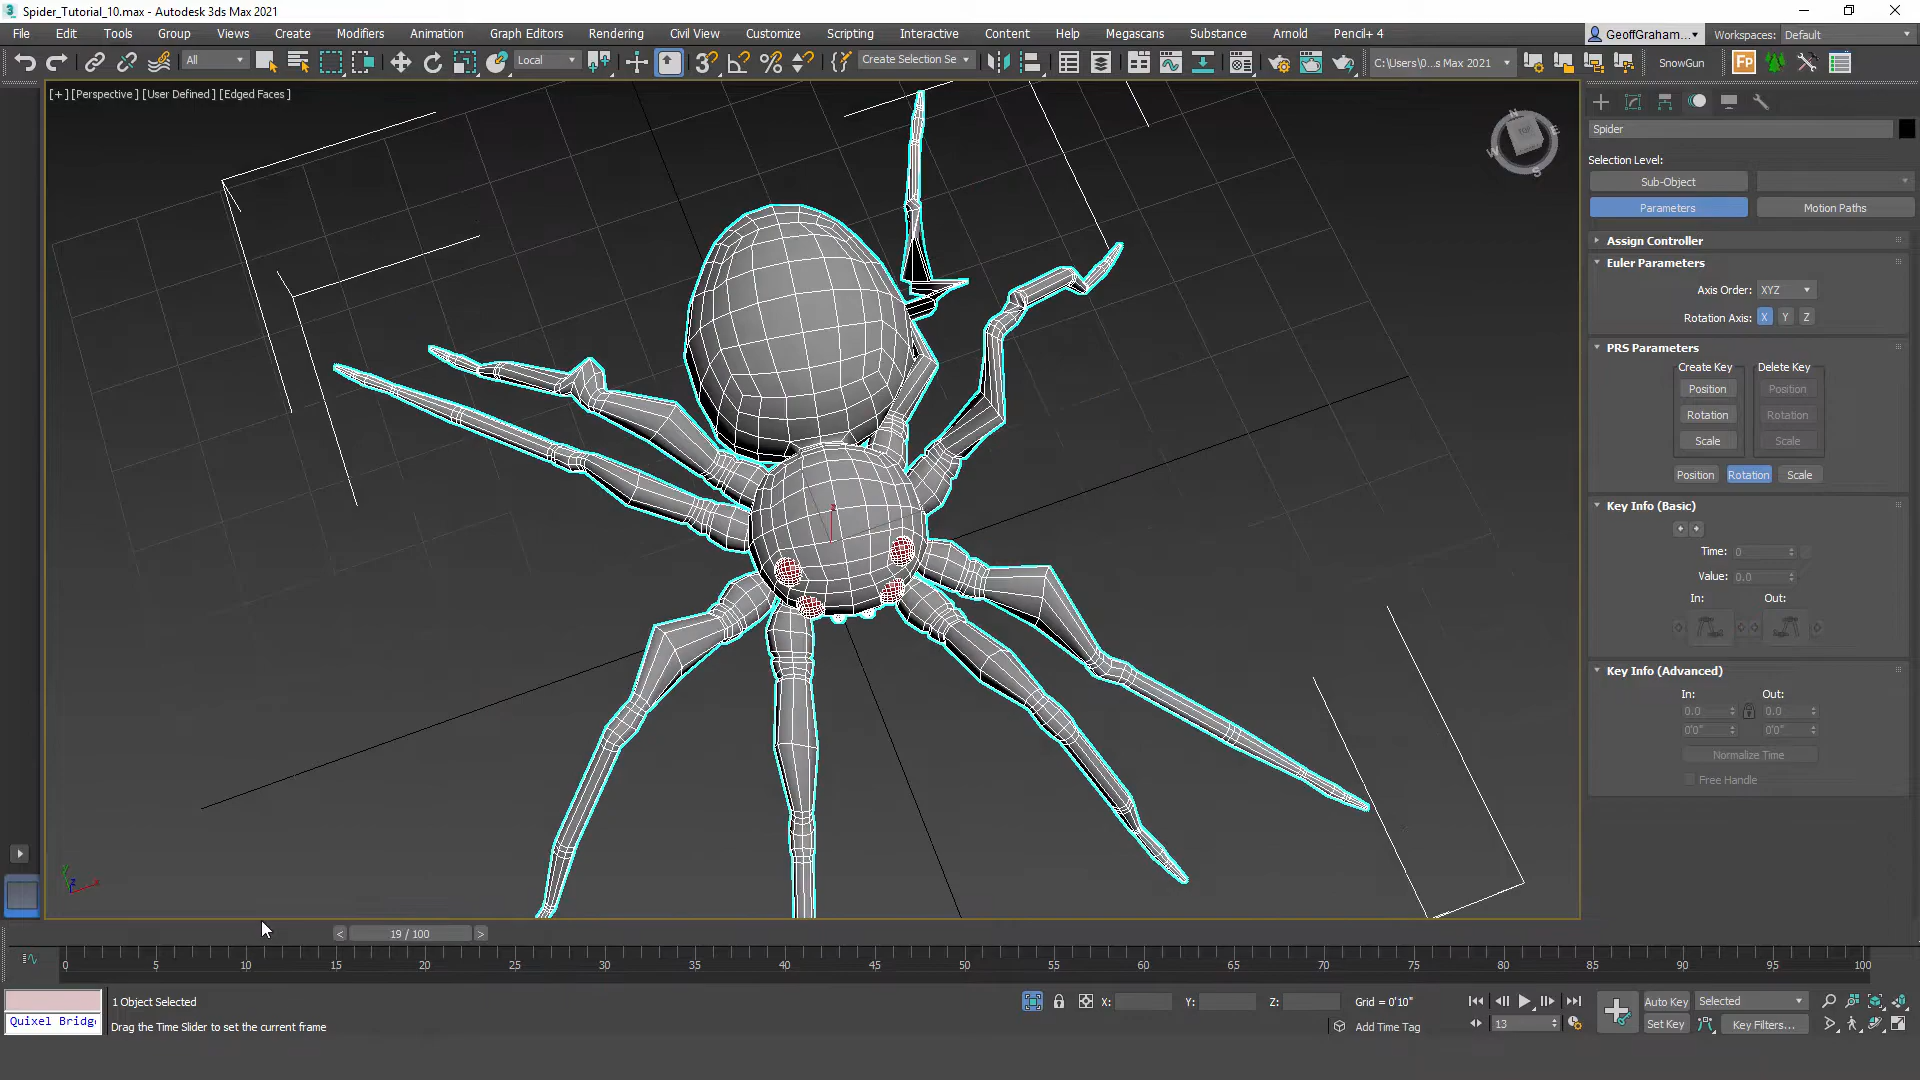 Spider_Tutorial_10.max - Autodesk 3ds Max 2021
File Edit Tools Group Views Create Modifiers Animation Graph Editors Rendering Civil View Customize Scripting Interactive Content Help Megascans Substance Arnold Pencil+ 4
GeoffGraham... Workspaces: Default
All Local Create Selection Se C:\Users\0...s Max 2021 SnowGun
[+] [Perspective ] [User Defined ] [Edged Faces ]
Spider
Selection Level:
Sub-Object
Parameters Motion Paths
Assign Controller
Euler Parameters
Axis Order: XYZ
Rotation Axis: X Y Z
PRS Parameters
Create Key Delete Key
Position Position
Rotation Rotation
Scale Scale
Position Rotation Scale
Key Info (Basic)
Time: 0
Value: 0.0
In: Out:
Key Info (Advanced)
In: Out:
0.0 0.0
0'0" 0'0"
Normalize Time
Free Handle
< 19 / 100 >
0 5 10 15 20 25 30 35 40 45 50 55 60 65 70 75 80 85 90 95 100
1 Object Selected X: Y: Z: Grid = 0'10" Auto Key Selected
Quixel Bridg Drag the Time Slider to set the current frame Add Time Tag 13 Set Key Key Filters...